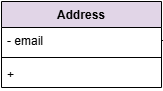 Address
- email
+